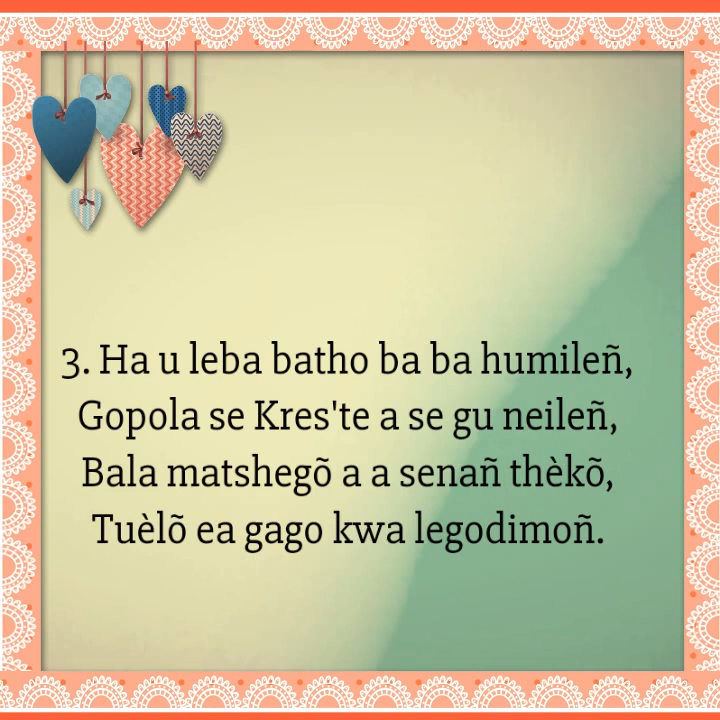 3. Ha u leba batho ba ba humileñ,
Gopola se Kres'te a se gu neileñ,
Bala matshegõ a a senañ thèkõ,
Tuèlõ ea gago kwa legodimoñ.